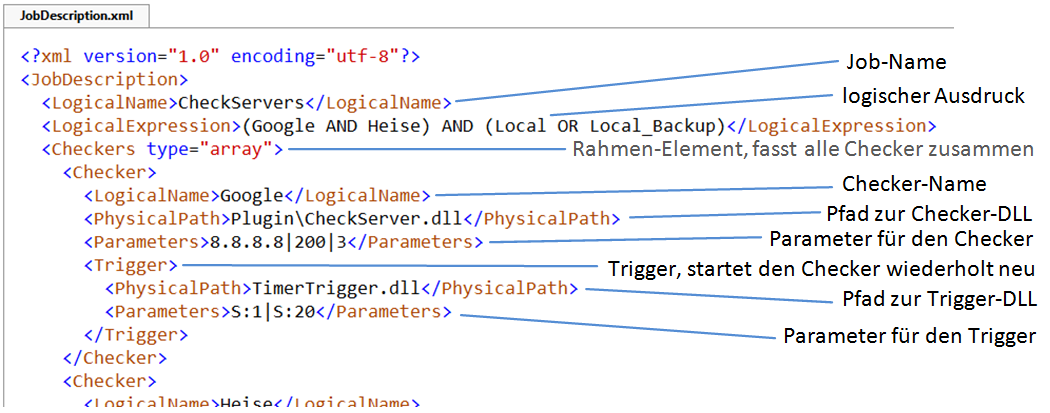 JobDescription.xml
<?xml version="1.0" encoding="utf-8"?>
<JobDescription>
Job-Name
<LogicalName>CheckServers</LogicalName>
logischer Ausdruck
<LogicalExpression>(Google AND Heise) AND (Local OR Local_Backup)</LogicalExpression>
<Checkers type="array">
Rahmen-Element, fasst alle Checker zusammen
<Checker>
Checker-Name
<LogicalName>Google</LogicalName>
Pfad zur Checker-DLL
<PhysicalPath>Plugin\CheckServer.dll</PhysicalPath>
Parameter für den Checker
<Parameters>8.8.8.8|200|3</Parameters>
<Trigger>
Trigger, startet den Checker wiederholt neu
<PhysicalPath>TimerTrigger.dll</PhysicalPath>
Pfad zur Trigger-DLL
<Parameters>S:1|S:20</Parameters>
Parameter für den Trigger
</Trigger>
</Checker>
<Checker>
<LogicalName>Heise</LogicalName>